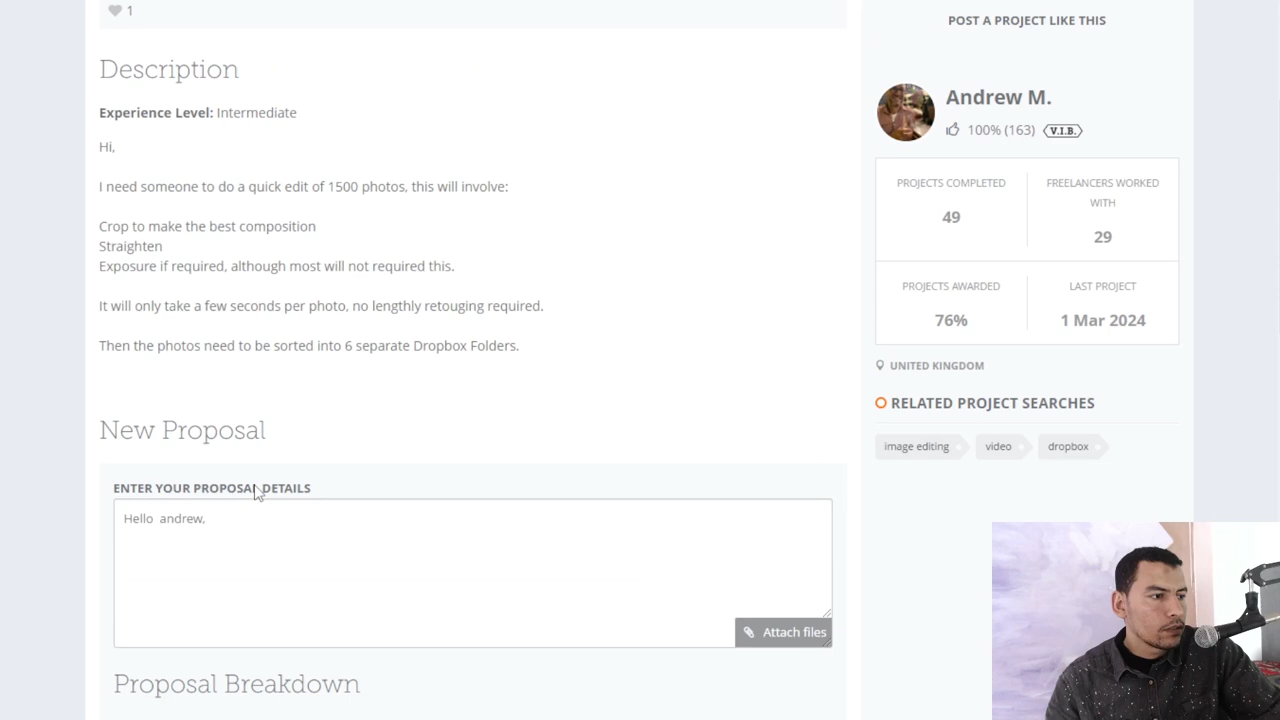 1
POST A PROJECT LIKE THIS
Description
Experience Level: Intermediate
Hi,
I need someone to do a quick edit of 1500 photos, this will involve:
Crop to make the best composition
Straighten
Exposure if required, although most will not required this.
It will only take a few seconds per photo, no lengthly retouging required.
Then the photos need to be sorted into 6 separate Dropbox Folders.
New Proposal
ENTER YOUR PROPOSAL DETAILS
Hello  andrew,
Attach files
Proposal Breakdown
Andrew M.
100% (163) V.I.B.
PROJECTS COMPLETED
49
FREELANCERS WORKED
WITH
29
PROJECTS AWARDED
76%
LAST PROJECT
1 Mar 2024
UNITED KINGDOM
RELATED PROJECT SEARCHES
image editing video dropbox